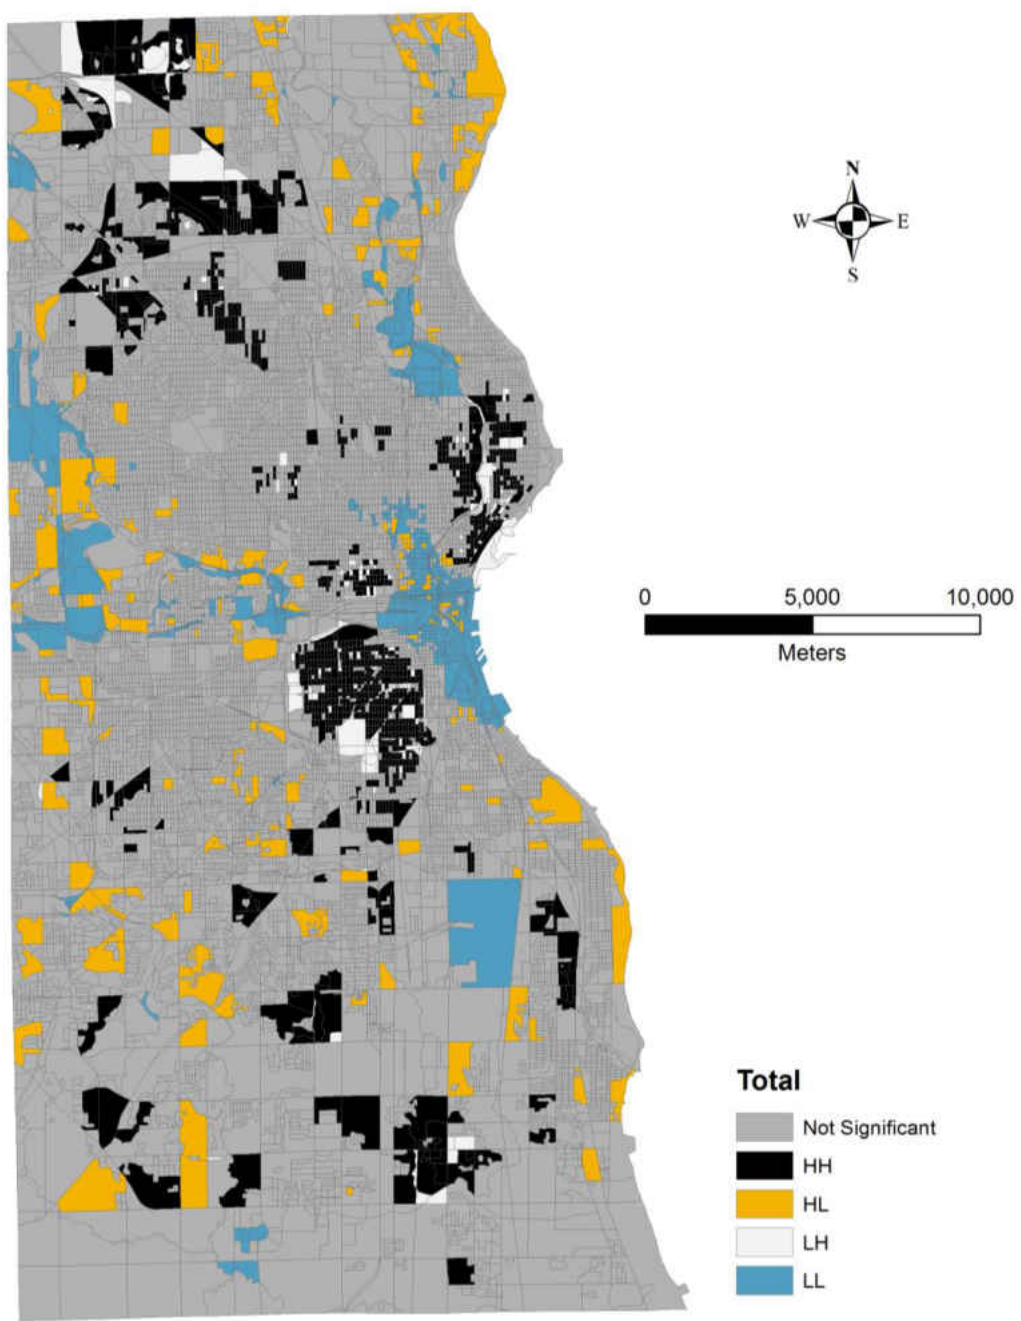 N
W E
S
0 5,000 10,000
Meters
Total
Not Significant
HH
HL
LH
LL